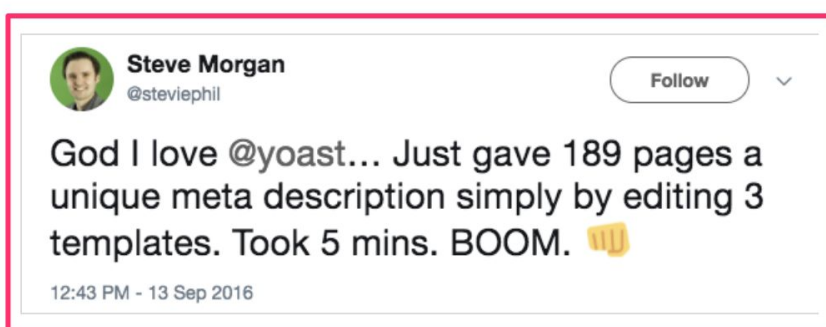 Steve Morgan
@steviephil
Follow
God I love @yoast... Just gave 189 pages a
unique meta description simply by editing 3
templates. Took 5 mins. BOOM. 👊
12:43 PM - 13 Sep 2016